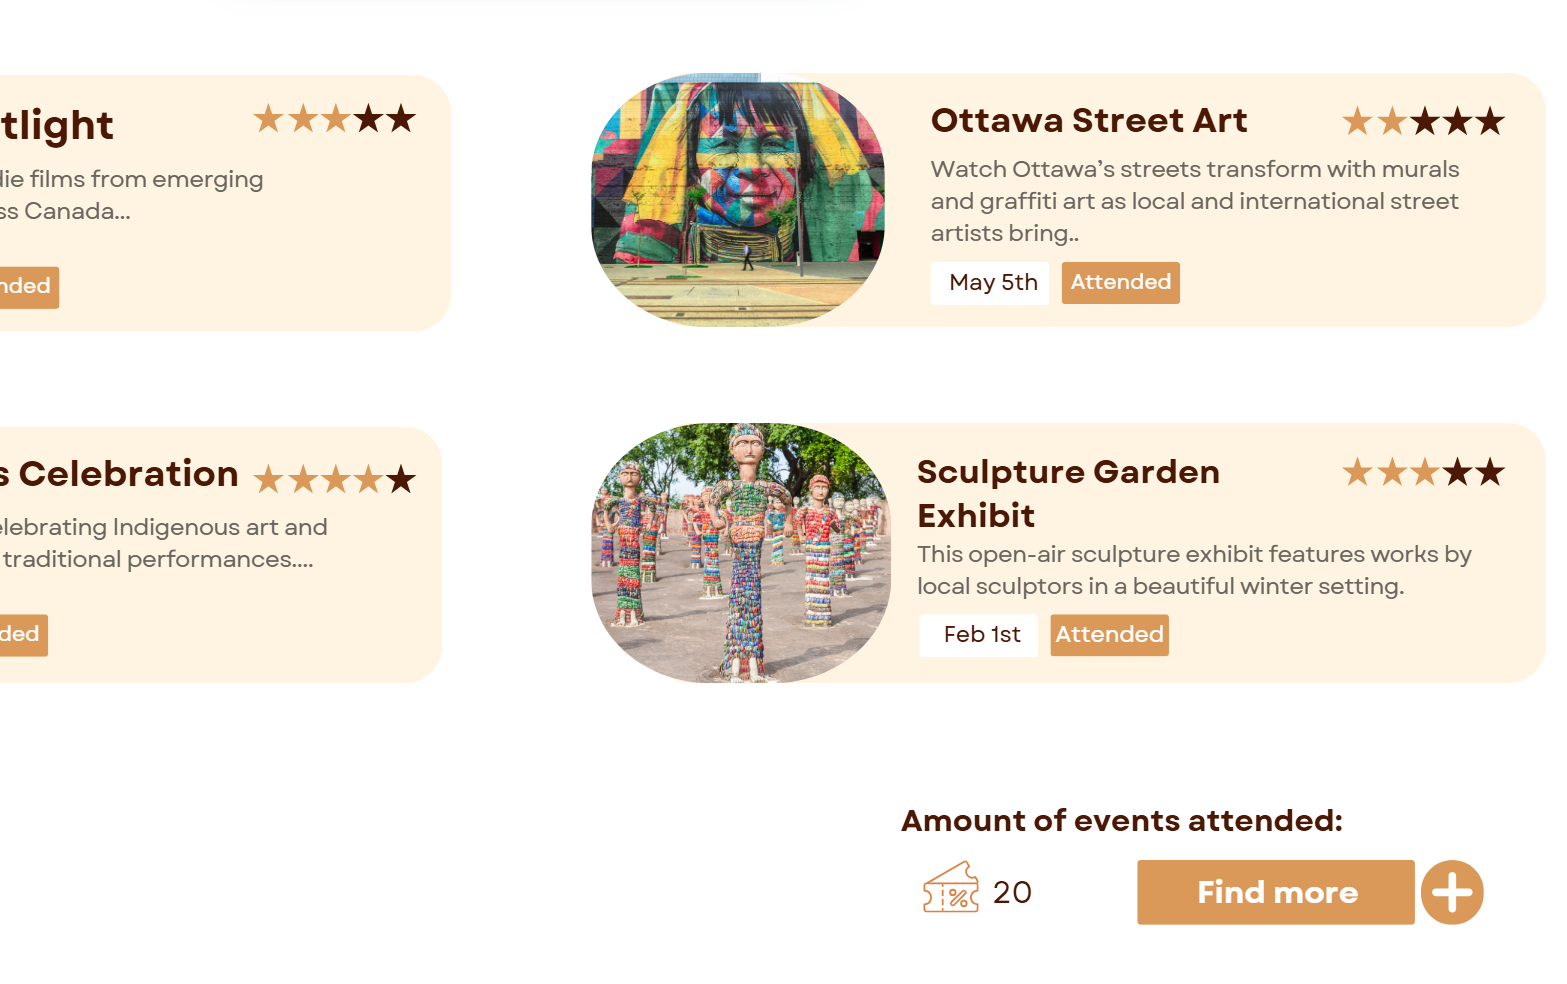 tlight
die films from emerging
ss Canada...
nded
Ottawa Street Art
Watch Ottawa’s streets transform with murals
and graffiti art as local and international street
artists bring..
May 5th
Attended
s Celebration
elebrating Indigenous art and
traditional performances....
ded
Sculpture Garden
Exhibit
This open-air sculpture exhibit features works by
local sculptors in a beautiful winter setting.
Feb 1st
Attended
Amount of events attended:
%
20
Find more